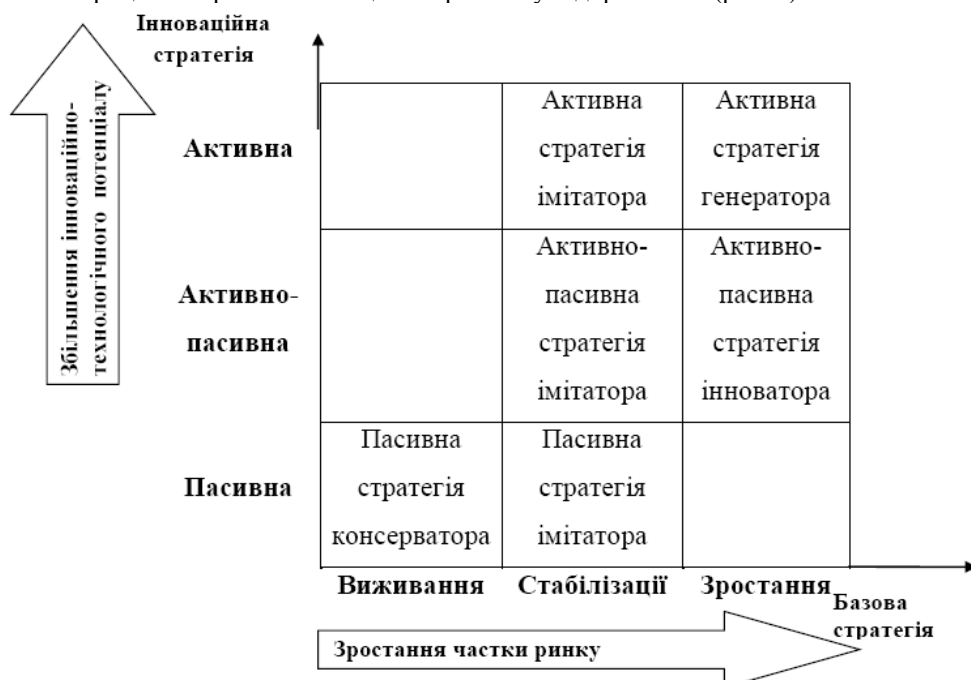 Інноваційна
стратегія
Збільшення інноваційно-
технологічного потенціалу
Активна
Активна
стратегія
імітатора
Активна
стратегія
генератора
Активно-
пасивна
Активно-
пасивна
стратегія
імітатора
Активно-
пасивна
стратегія
інноватора
Пасивна
Пасивна
стратегія
консерватора
Пасивна
стратегія
імітатора
Виживання Стабілізації Зростання
Базова
стратегія
Зростання частки ринку